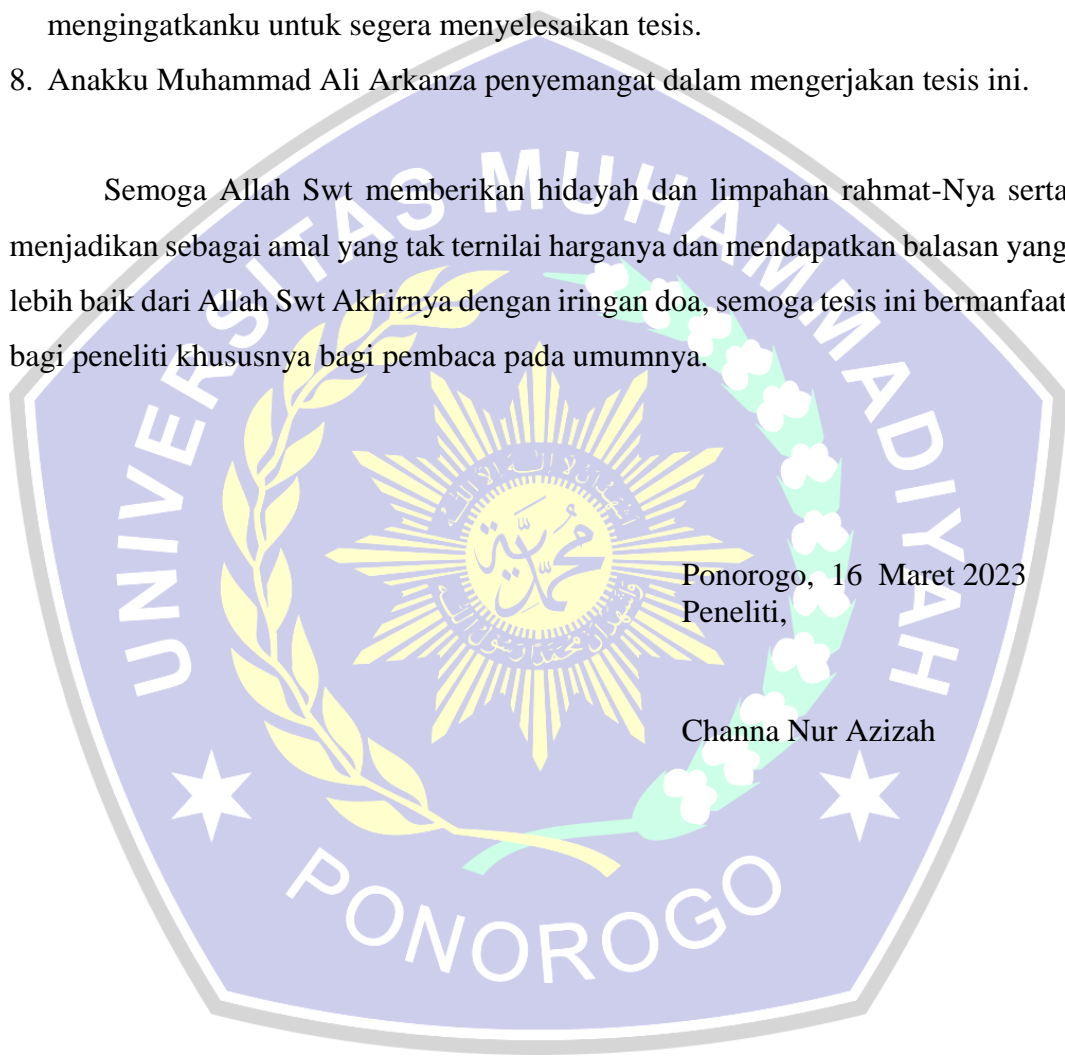 mengingatkanku untuk segera menyelesaikan tesis.
8. Anakku Muhammad Ali Arkanza penyemangat dalam mengerjakan tesis ini.
Semoga Allah Swt memberikan hidayah dan limpahan rahmat-Nya serta
menjadikan sebagai amal yang tak ternilai harganya dan mendapatkan balasan yang
lebih baik dari Allah Swt Akhirnya dengan iringan doa, semoga tesis ini bermanfaat
bagi peneliti khususnya bagi pembaca pada umumnya.
Ponorogo, 16 Maret 2023
Peneliti,
Channa Nur Azizah
UNIVERSITAS MUHAMMADIYAH
PONOROGO
محمدية